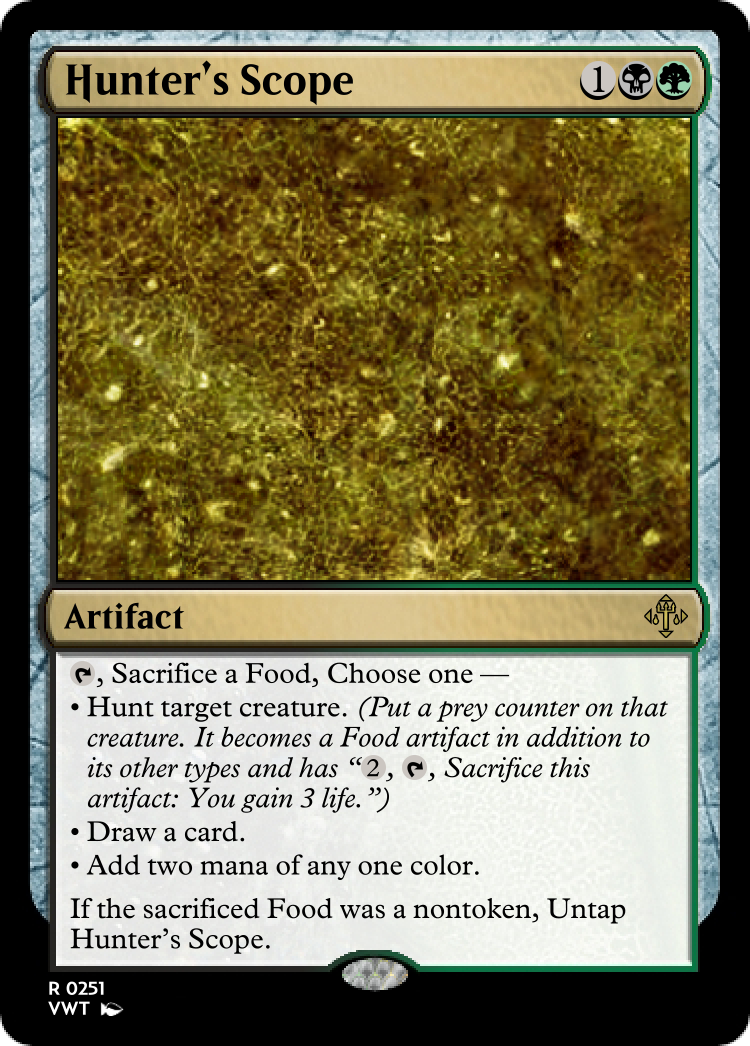 Hunter's Scope 1
Artifact
, Sacrifice a Food, Choose one —
• Hunt target creature. (Put a prey counter on that
creature. It becomes a Food artifact in addition to
its other types and has “2, , Sacrifice this
artifact: You gain 3 life.”)
• Draw a card.
• Add two mana of any one color.
If the sacrificed Food was a nontoken, Untap
Hunter’s Scope.
R 0251
VWT